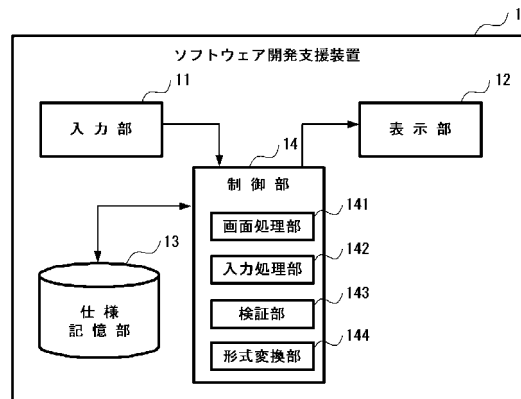 1
ソフトウェア開発支援装置
11
入力部
12
表示部
14
制御部
141
画面処理部
142
入力処理部
143
検証部
144
形式変換部
13
仕様
記憶部